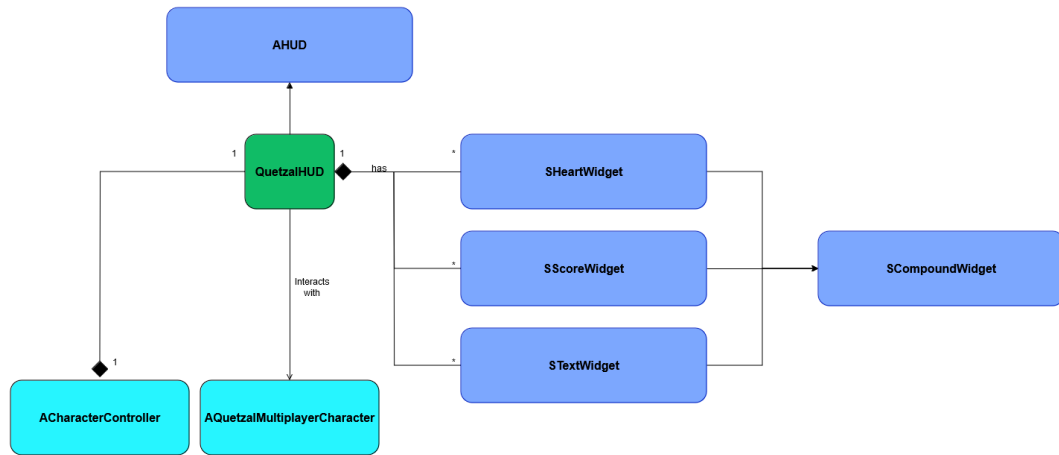 AHUD
1
QuetzalHUD
1
has
*
SHeartWidget
*
SScoreWidget
SCompoundWidget
Interacts
with
*
STextWidget
1
ACharacterController
AQuetzalMultiplayerCharacter